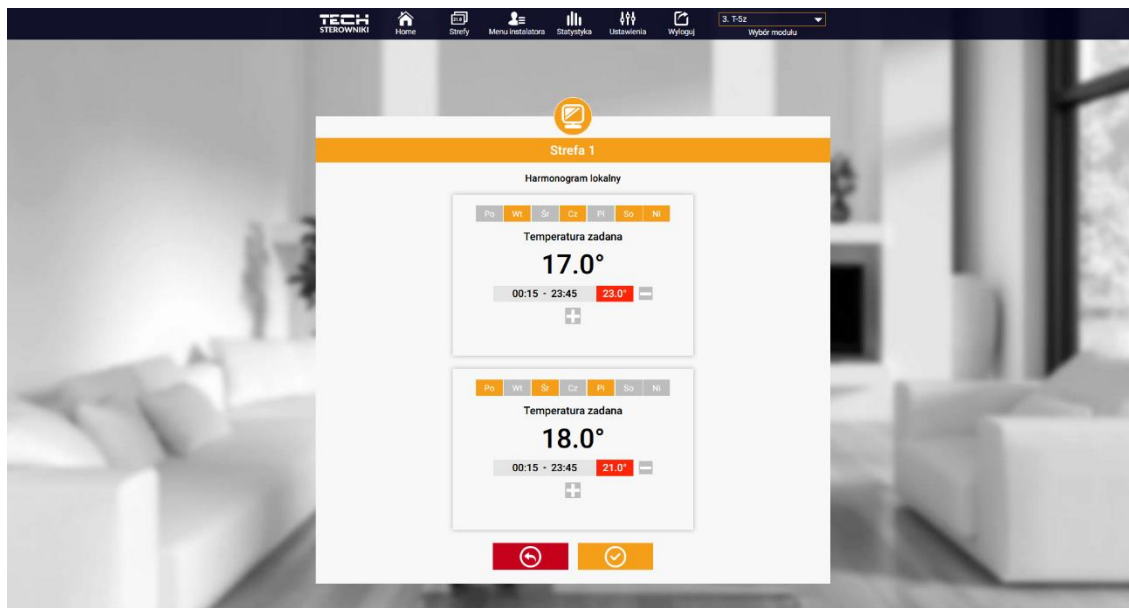 TECH
STEROWNIKI
Home
Strefy
Menu instalatora
Statystyka
Ustawienia
Wyloguj
3. T-5z
Wybór modułu
Strefa 1
Harmonogram lokalny
Po Wt Śr Cz Pi So Ni
Temperatura zadana
17.0°
00:15 - 23:45 23.0°
Po Wt Śr Cz Pi So Ni
Temperatura zadana
18.0°
00:15 - 23:45 21.0°